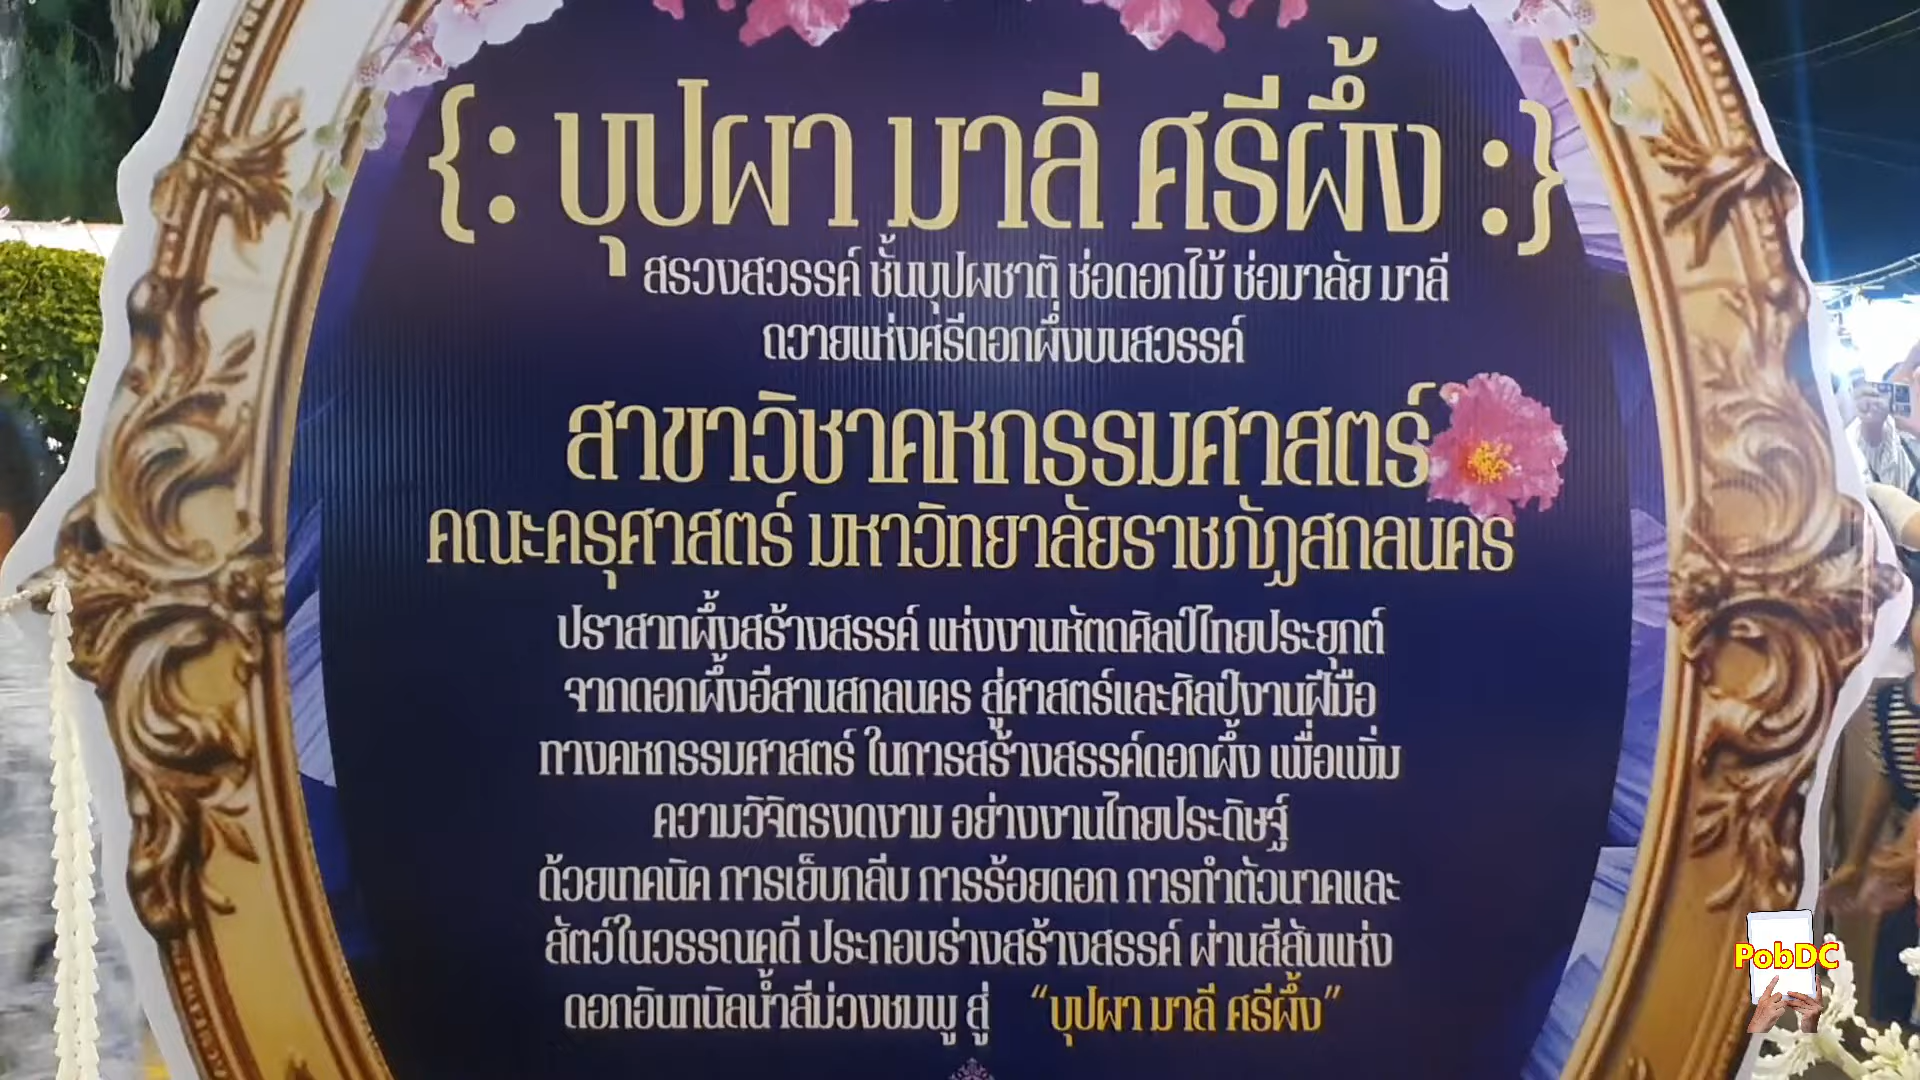 {: บุปผา มาลี ศรีผึ้ง :}
สรวงสวรรค์ ชั้นบุปผชาติ ช่อดอกไม้ ช่อมาลัย มาลี
ถวายแห่งศรีดอกผึ่งบนสวรรค์
สาขาวิชาคหกรรมศาสตร์
คณะครุศาสตร์ มหาวิทยาลัยราชภัฏสกลนคร
ปราสาทผึ้งสร้างสรรค์ แห่งงานหัตถศิลป์ไทยประยุกต์
จากดอกผึ้งอีสานสกลนคร สู่ศาสตร์และศิลป์งานฝีมือ
ทางคหกรรมศาสตร์ ในการสร้างสรรค์ดอกผึ้ง เพื่อเพิ่ม
ความวิจิตรงดงาม อย่างงานไทยประดิษฐ์
ด้วยเทคนิค การเย็บกลีบ การร้อยดอก การทำตัวนาคและ
สัตว์ในวรรณคดี ประกอบร่างสร้างสรรค์ ผ่านสีสันแห่ง
ดอกอินทนิลน้ำสีม่วงชมพู สู่ “บุปผา มาลี ศรีผึ้ง”
PobDC